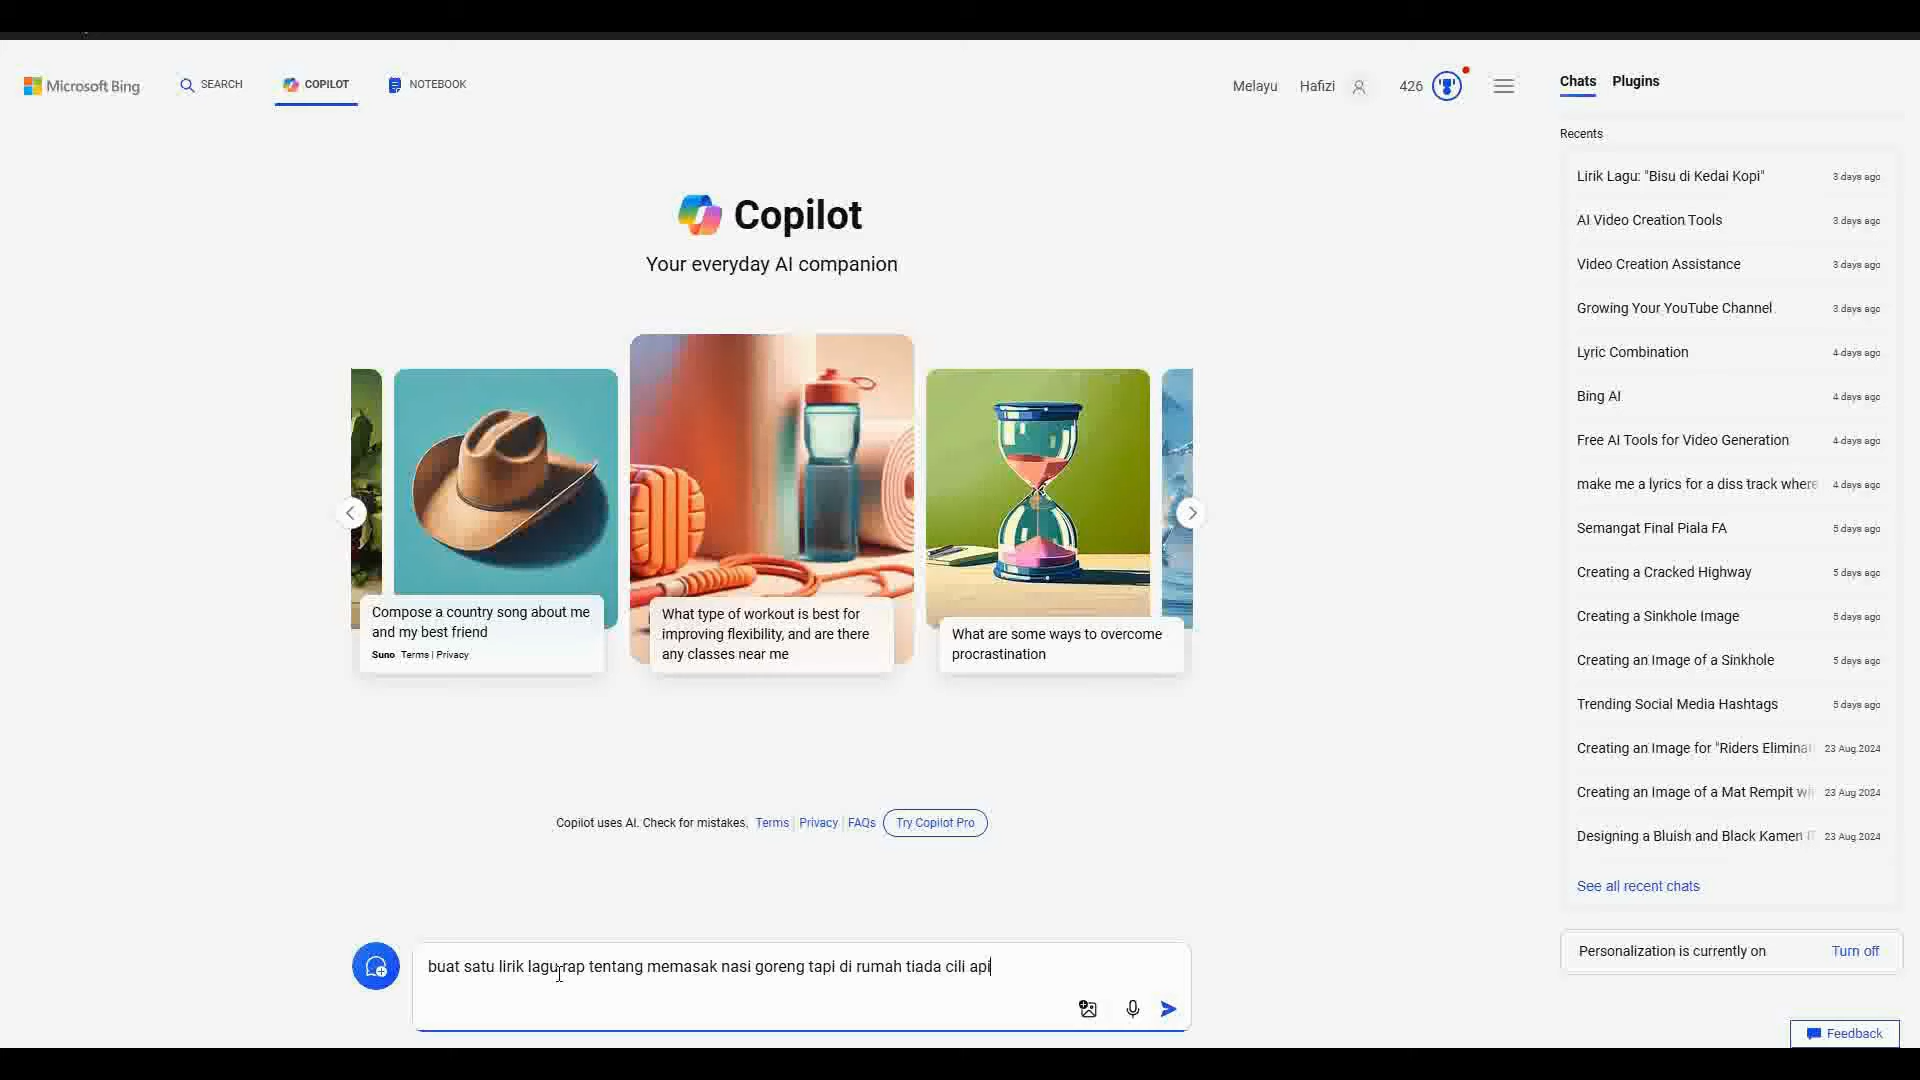 Microsoft Bing
SEARCH
COPILOT
NOTEBOOK
Melayu
Hafizi
426
Chats
Plugins
Recents
Lirik Lagu: "Bisu di Kedai Kopi" 3 days ago
AI Video Creation Tools 3 days ago
Video Creation Assistance 3 days ago
Growing Your YouTube Channel 3 days ago
Lyric Combination 4 days ago
Bing AI 4 days ago
Free AI Tools for Video Generation 4 days ago
make me a lyrics for a diss track where 4 days ago
Semangat Final Piala FA 5 days ago
Creating a Cracked Highway 5 days ago
Creating a Sinkhole Image 5 days ago
Creating an Image of a Sinkhole 5 days ago
Trending Social Media Hashtags 5 days ago
Creating an Image for "Riders Elimina 23 Aug 2024
Creating an Image of a Mat Rempit w 23 Aug 2024
Designing a Bluish and Black Kamen 23 Aug 2024
See all recent chats
Personalization is currently on Turn off
Copilot
Your everyday AI companion
Compose a country song about me
and my best friend
Suno Terms | Privacy
What type of workout is best for
improving flexibility, and are there
any classes near me
What are some ways to overcome
procrastination
Copilot uses AI. Check for mistakes. Terms | Privacy | FAQs Try Copilot Pro
buat satu lirik lagu rap tentang memasak nasi goreng tapi di rumah tiada cili api
Feedback